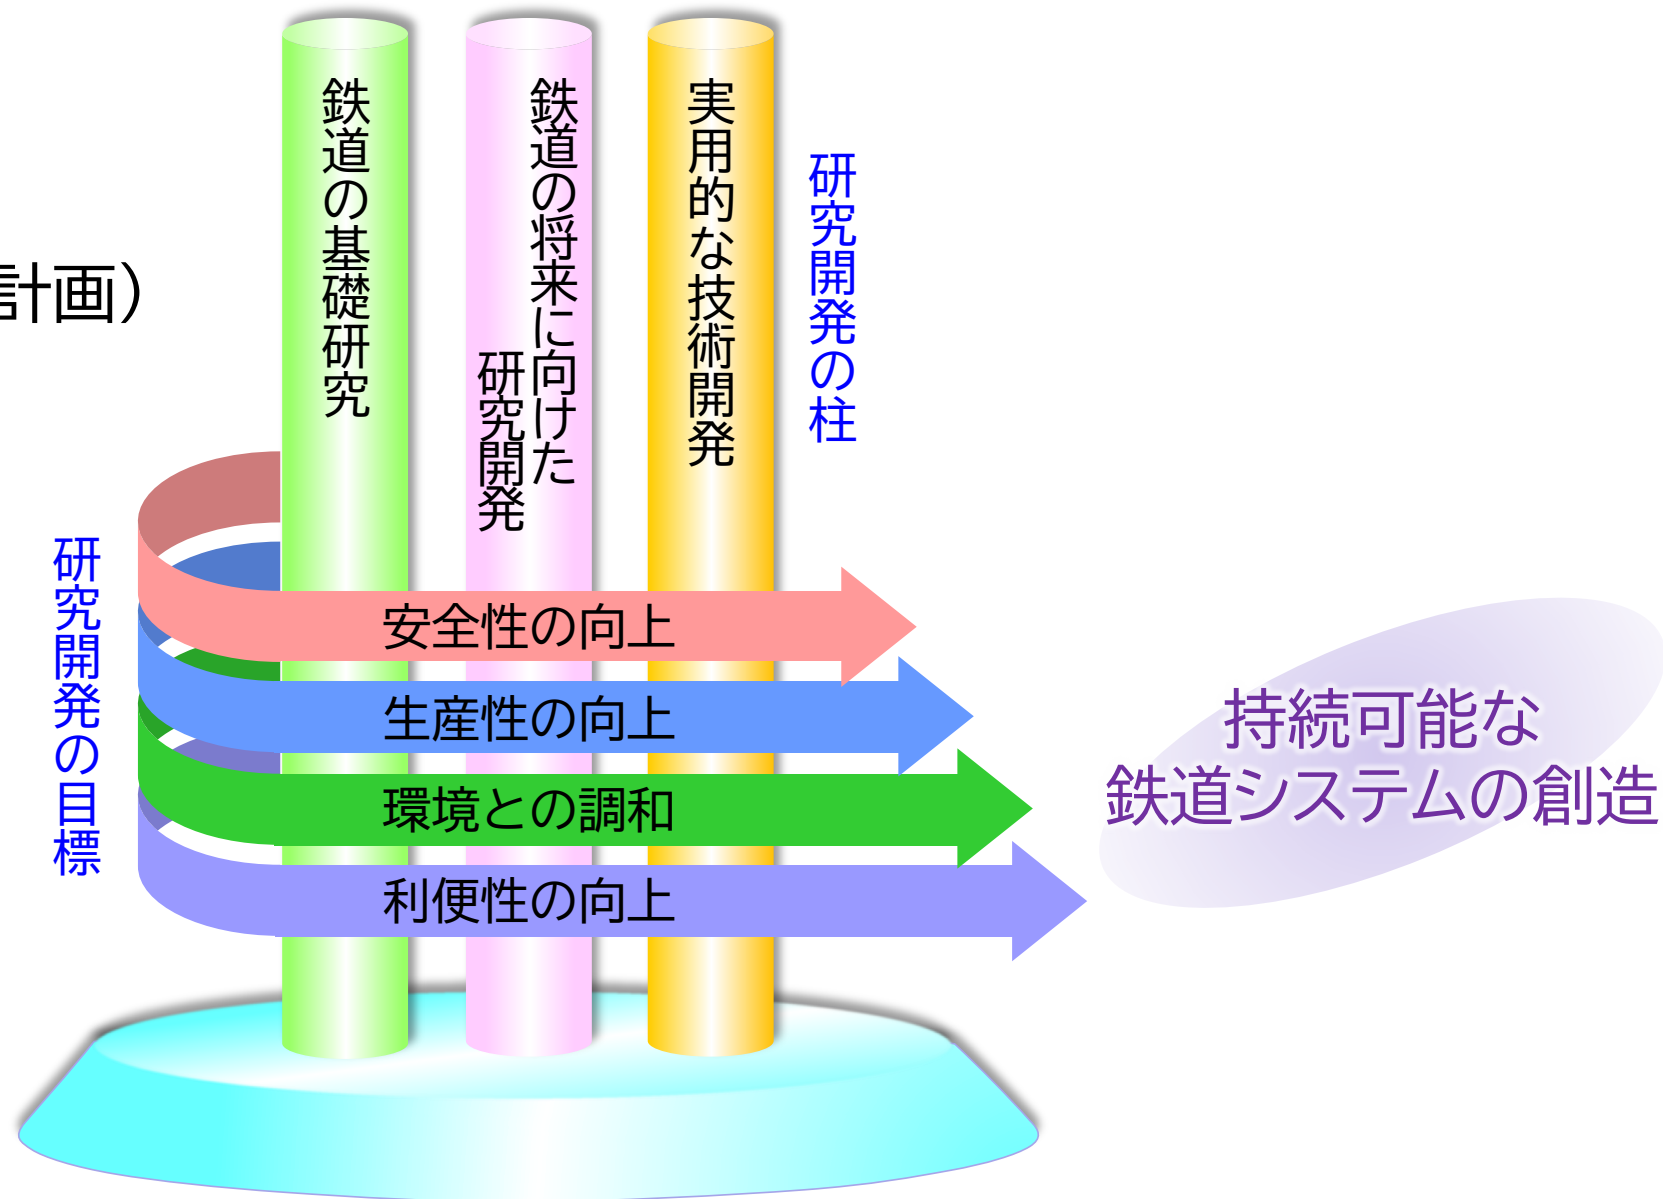 計画）
鉄道の基礎研究
鉄道の将来に向けた
研究開発
実用的な技術開発
研究開発の柱
研究開発の目標
安全性の向上
生産性の向上
環境との調和
利便性の向上
持続可能な
鉄道システムの創造